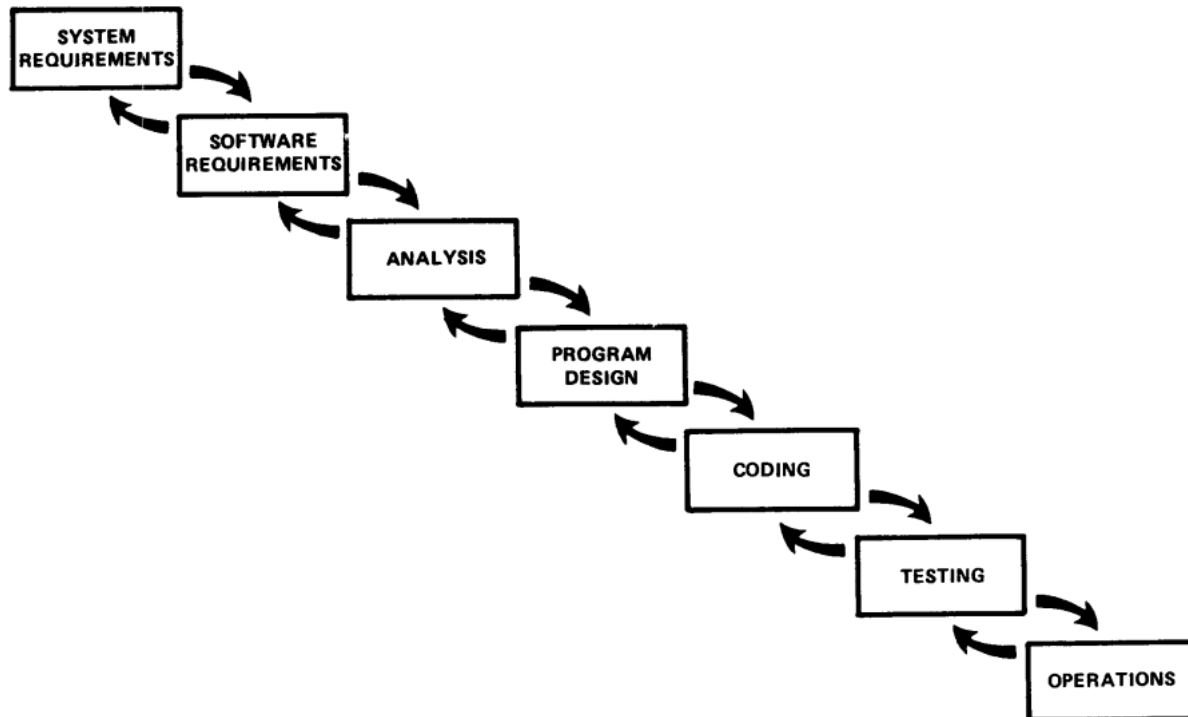 SYSTEM
REQUIREMENTS
SOFTWARE
REQUIREMENTS
ANALYSIS
PROGRAM
DESIGN
CODING
TESTING
OPERATIONS